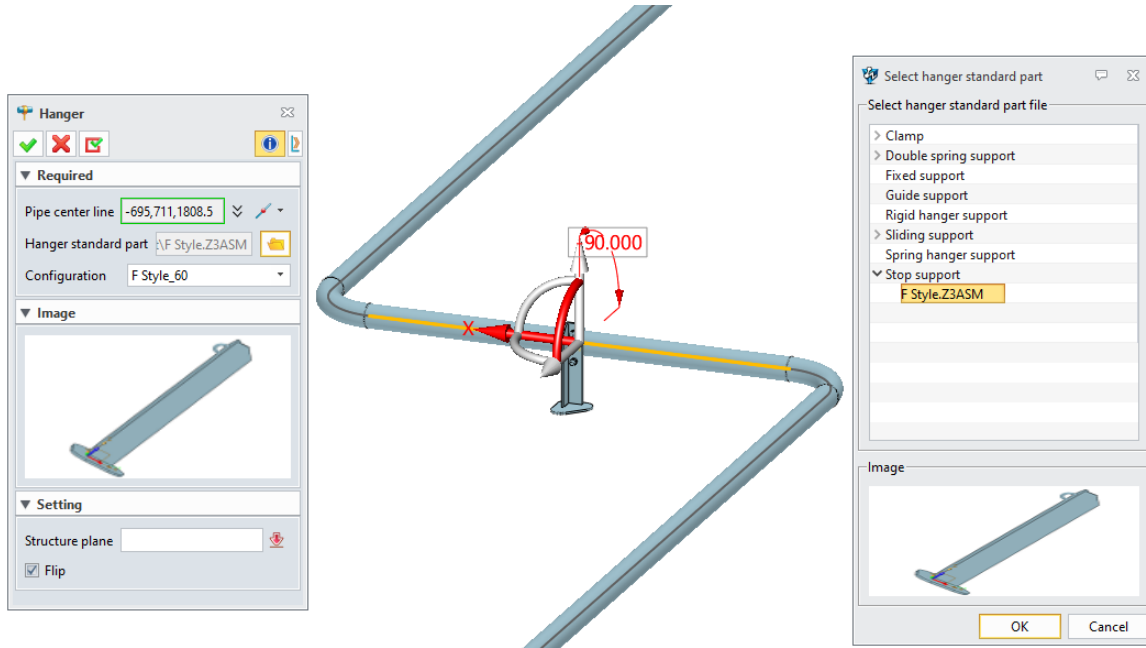 Hanger
Required
Pipe center line -695,711,1808.5
Hanger standard part :\F Style.Z3ASM
Configuration F Style_60
Image
Setting
Structure plane
Flip
-90.000
X
Select hanger standard part
Select hanger standard part file
Clamp
Double spring support
Fixed support
Guide support
Rigid hanger support
Sliding support
Spring hanger support
Stop support
F Style.Z3ASM
Image
OK Cancel